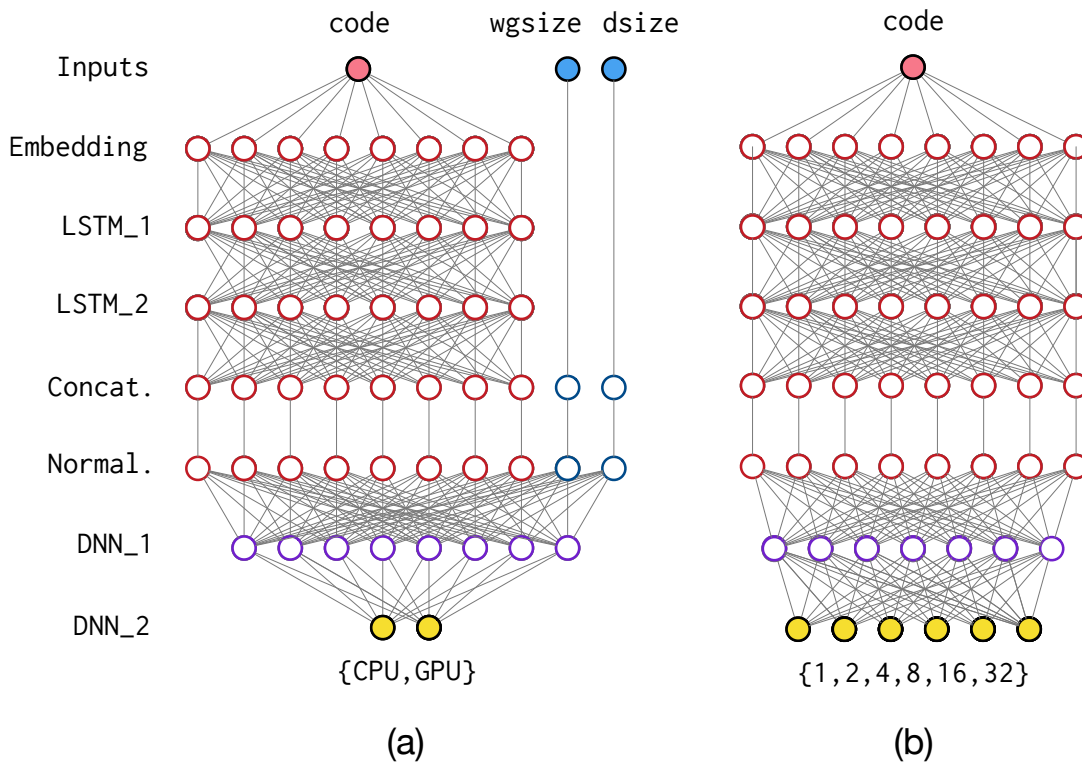 code wgsize dsize code
Inputs
Embedding
LSTM_1
LSTM_2
Concat.
Normal.
DNN_1
DNN_2
{CPU,GPU} {1,2,4,8,16,32}
(a) (b)